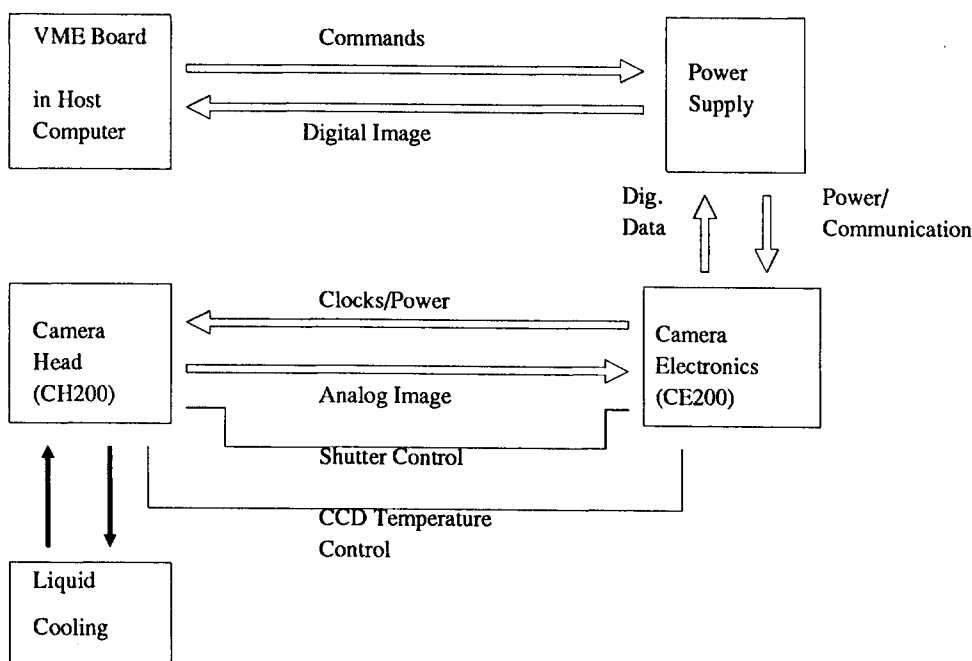 VME Board
in Host
Computer
Commands
Digital Image
Power
Supply
Dig.
Data
Power/
Communication
Camera
Head
(CH200)
Clocks/Power
Analog Image
Shutter Control
CCD Temperature
Control
Camera
Electronics
(CE200)
Liquid
Cooling